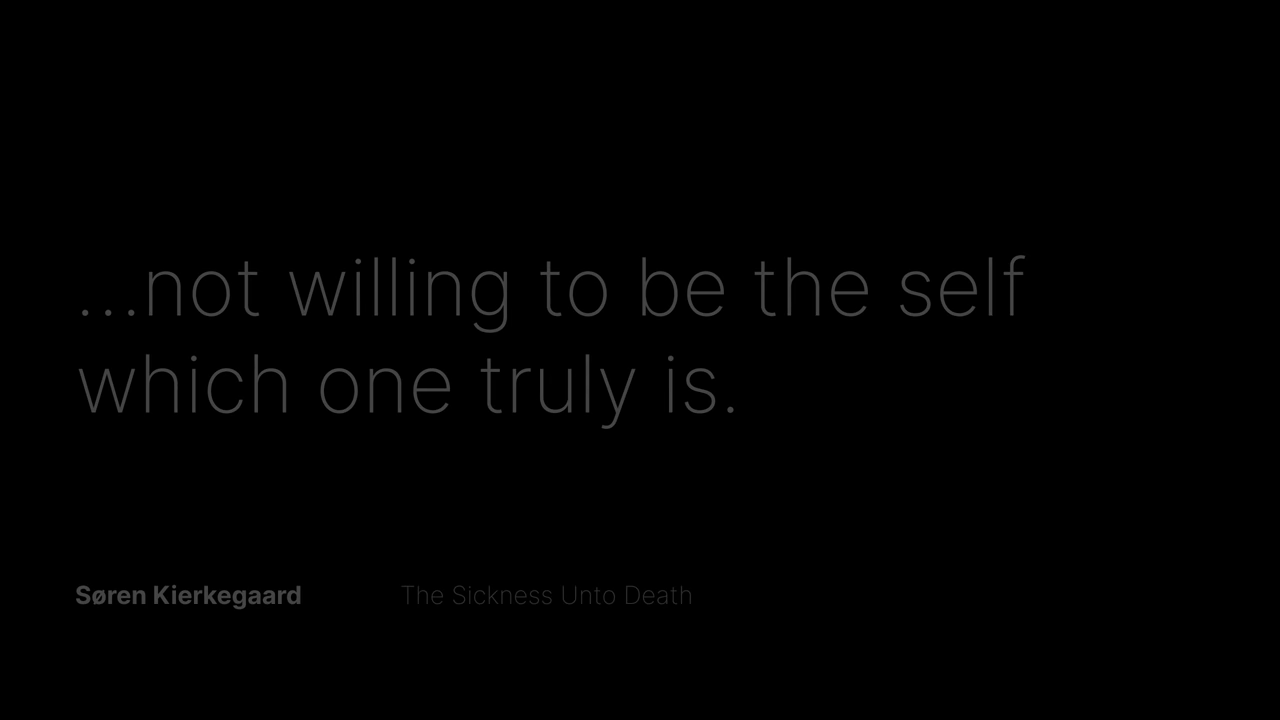 ...not willing to be the self
which one truly is.
Søren Kierkegaard The Sickness Unto Death